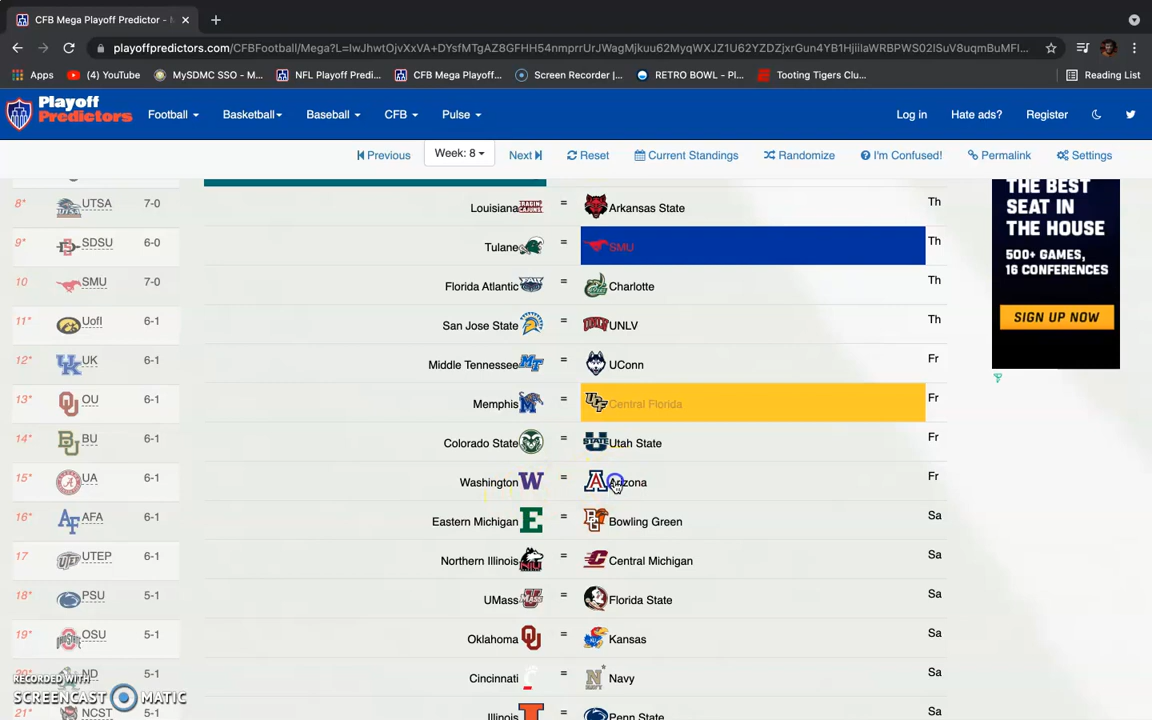 CFB Mega Playoff Predictor -
playoffpredictors.com/CFBFootball/Mega?L=IwJhwtOjvXxVA+DYsfMTgAZ8GFHH54nmprrUrJWagMjkuu62MyqWXJZ1U62YZDZjxrGun4YB1HjiilaWRBPWS02lSuV8uqmBuMFl...
Apps (4) YouTube MySDMC SSO - M... NFL Playoff Predi... CFB Mega Playoff... Screen Recorder |... RETRO BOWL - Pl... Tooting Tigers Clu... Reading List
Playoff Predictors Football Basketball Baseball CFB Pulse Log in Hate ads? Register
Previous Week: 8 Next Reset Current Standings Randomize I'm Confused! Permalink Settings
8* UTSA 7-0
9* SDSU 6-0
10 SMU 7-0
11* UofI 6-1
12* UK 6-1
13* OU 6-1
14* BU 6-1
15* UA 6-1
16* AFA 6-1
17 UTEP 6-1
18* PSU 5-1
19* OSU 5-1
20* ND 5-1
21* NCST 5-1
Louisiana = Arkansas State Th
Tulane = SMU Th
Florida Atlantic = Charlotte Th
San Jose State = UNLV Th
Middle Tennessee = UConn Fr
Memphis = Central Florida Fr
Colorado State = Utah State Fr
Washington = Arizona Fr
Eastern Michigan = Bowling Green Sa
Northern Illinois = Central Michigan Sa
UMass = Florida State Sa
Oklahoma = Kansas Sa
Cincinnati = Navy Sa
Illinois = Penn State Sa
THE BEST
SEAT IN
THE HOUSE
500+ GAMES,
16 CONFERENCES
SIGN UP NOW
RECORDED WITH
SCREENCAST MATIC